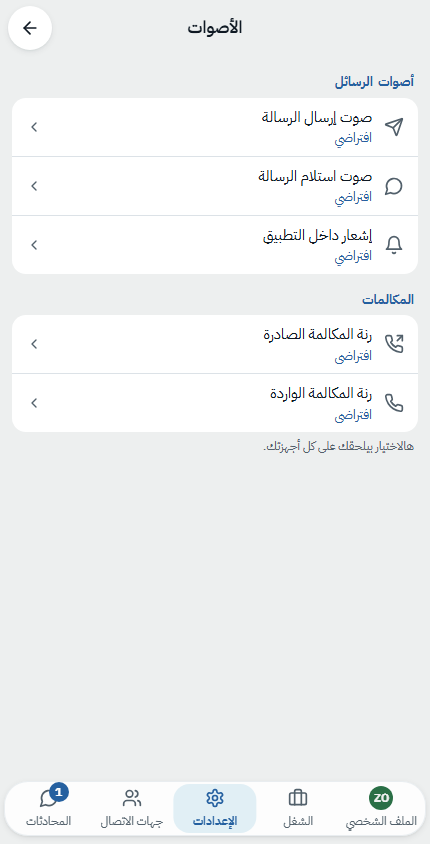 الأصوات
أصوات الرسائل
صوت إرسال الرسالة
افتراضي
صوت استلام الرسالة
افتراضي
إشعار داخل التطبيق
افتراضي
المكالمات
رنة المكالمة الصادرة
افتراضي
رنة المكالمة الواردة
افتراضي
هالاختيار بيلحقك على كل أجهزتك.
ZO
1
الملف الشخصي
الشغل
الإعدادات
جهات الاتصال
المحادثات